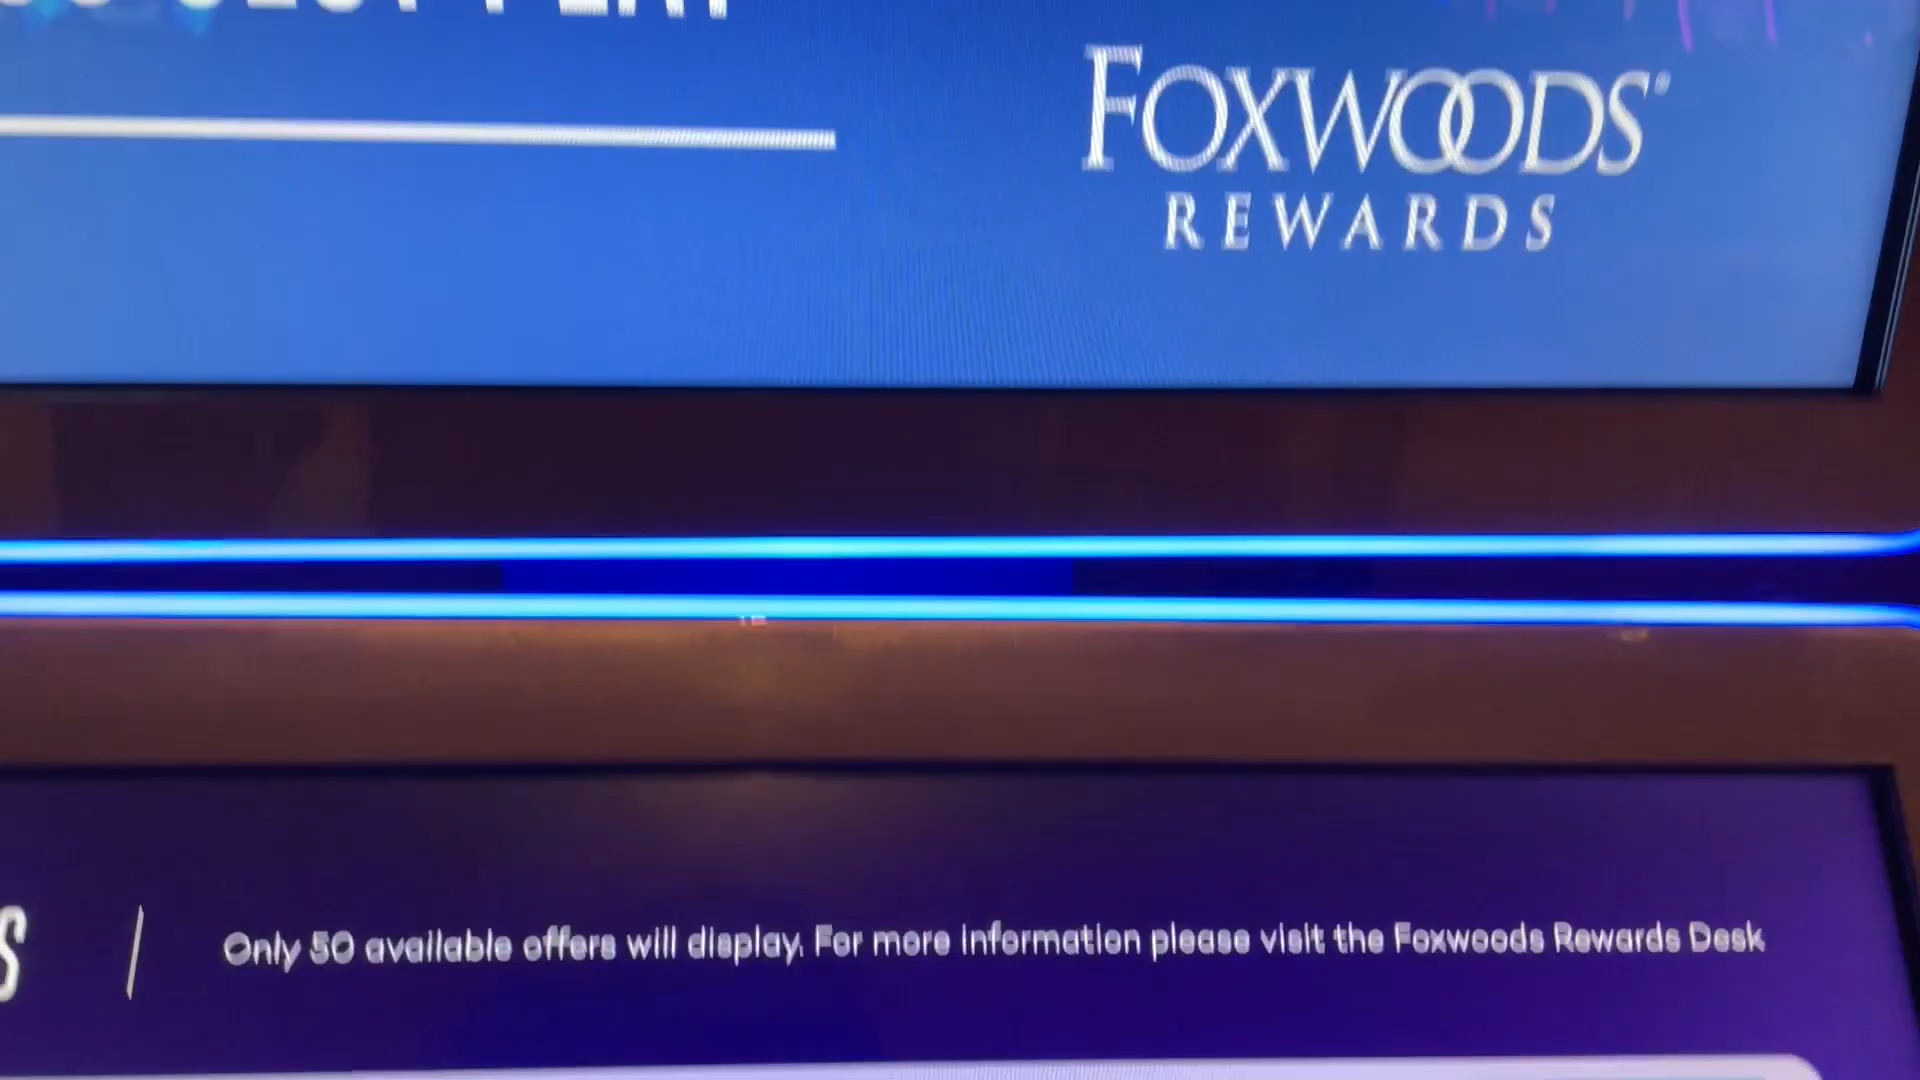 FOXWOODS®
REWARDS
S | Only 50 available offers will display. For more information please visit the Foxwoods Rewards Desk